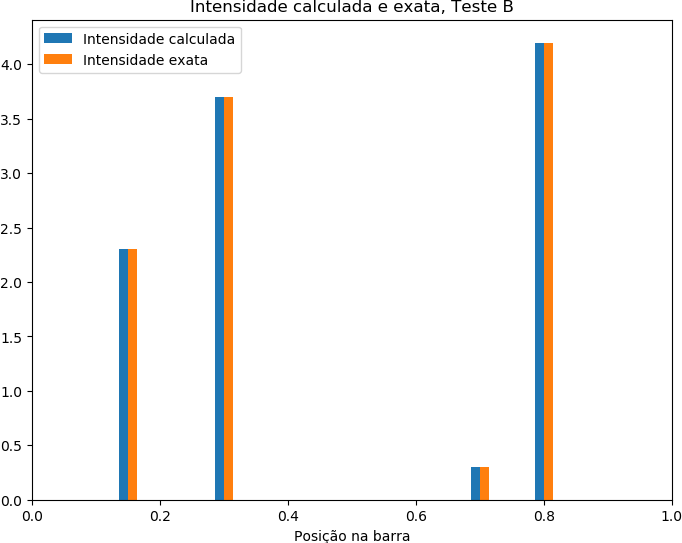 Intensidade calculada e exata, Teste B
Intensidade calculada
Intensidade exata
4.0
3.5
3.0
2.5
2.0
1.5
1.0
0.5
0.0
0.0 0.2 0.4 0.6 0.8 1.0
Posição na barra